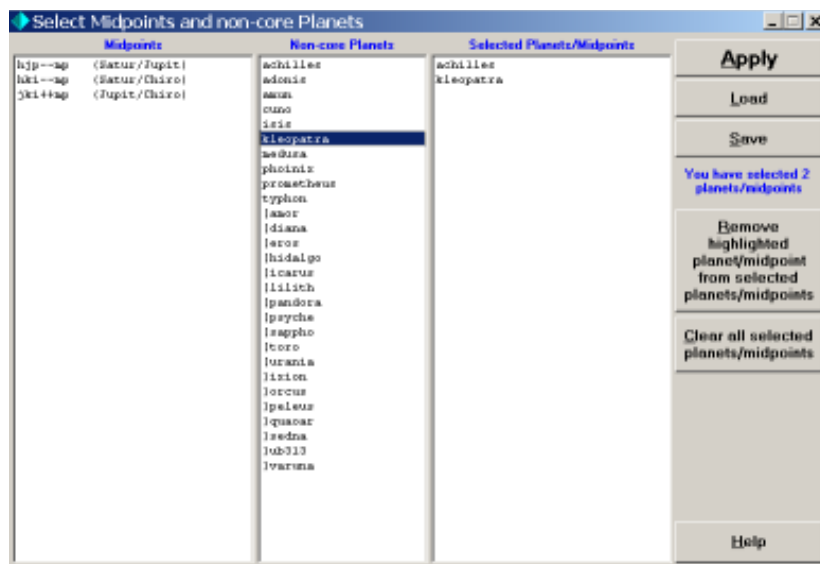 Select Midpoints and non-core Planets
Midpoints
hjp--mp (Satur/Jupit)
hki--mp (Satur/Chiro)
jki++mp (Jupit/Chiro)
Non-core Planets
achilles
adonis
amun
cuno
isis
kleopatra
medusa
phoinix
prometheus
typhon
[amor
[diana
[eros
[hidalgo
[icarus
[lilith
[pandora
[psyche
[sappho
[toro
[urania
]ixion
]orcus
]peleus
]quaoar
]sedna
]ub313
]varuna
Selected Planets/Midpoints
achilles
kleopatra
Apply
Load
Save
You have selected 2
planets/midpoints
Remove
highlighted
planet/midpoint
from selected
planets/midpoints
Clear all selected
planets/midpoints
Help